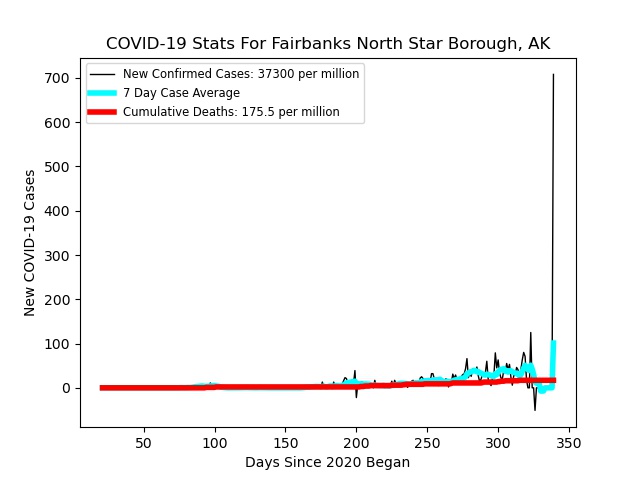 COVID-19 Stats For Fairbanks North Star Borough, AK
New Confirmed Cases: 37300 per million
7 Day Case Average
Cumulative Deaths: 175.5 per million
New COVID-19 Cases
700
600
500
400
300
200
100
0
50 100 150 200 250 300 350
Days Since 2020 Began